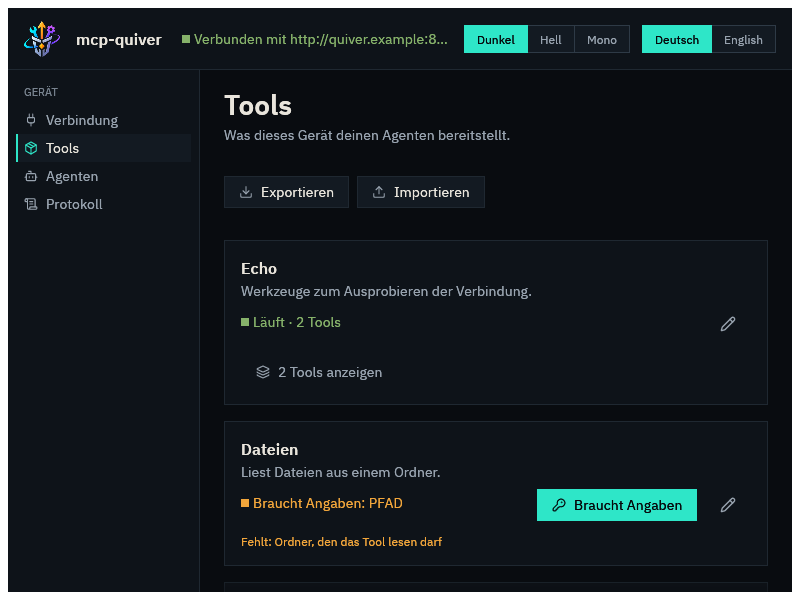 mcp-quiver
Verbunden mit http://quiver.example:8...
Dunkel
Hell
Mono
Deutsch
English
GERÄT
Verbindung
Tools
Agenten
Protokoll
Tools
Was dieses Gerät deinen Agenten bereitstellt.
Exportieren
Importieren
Echo
Werkzeuge zum Ausprobieren der Verbindung.
Läuft · 2 Tools
2 Tools anzeigen
Dateien
Liest Dateien aus einem Ordner.
Braucht Angaben: PFAD
Braucht Angaben
Fehlt: Ordner, den das Tool lesen darf